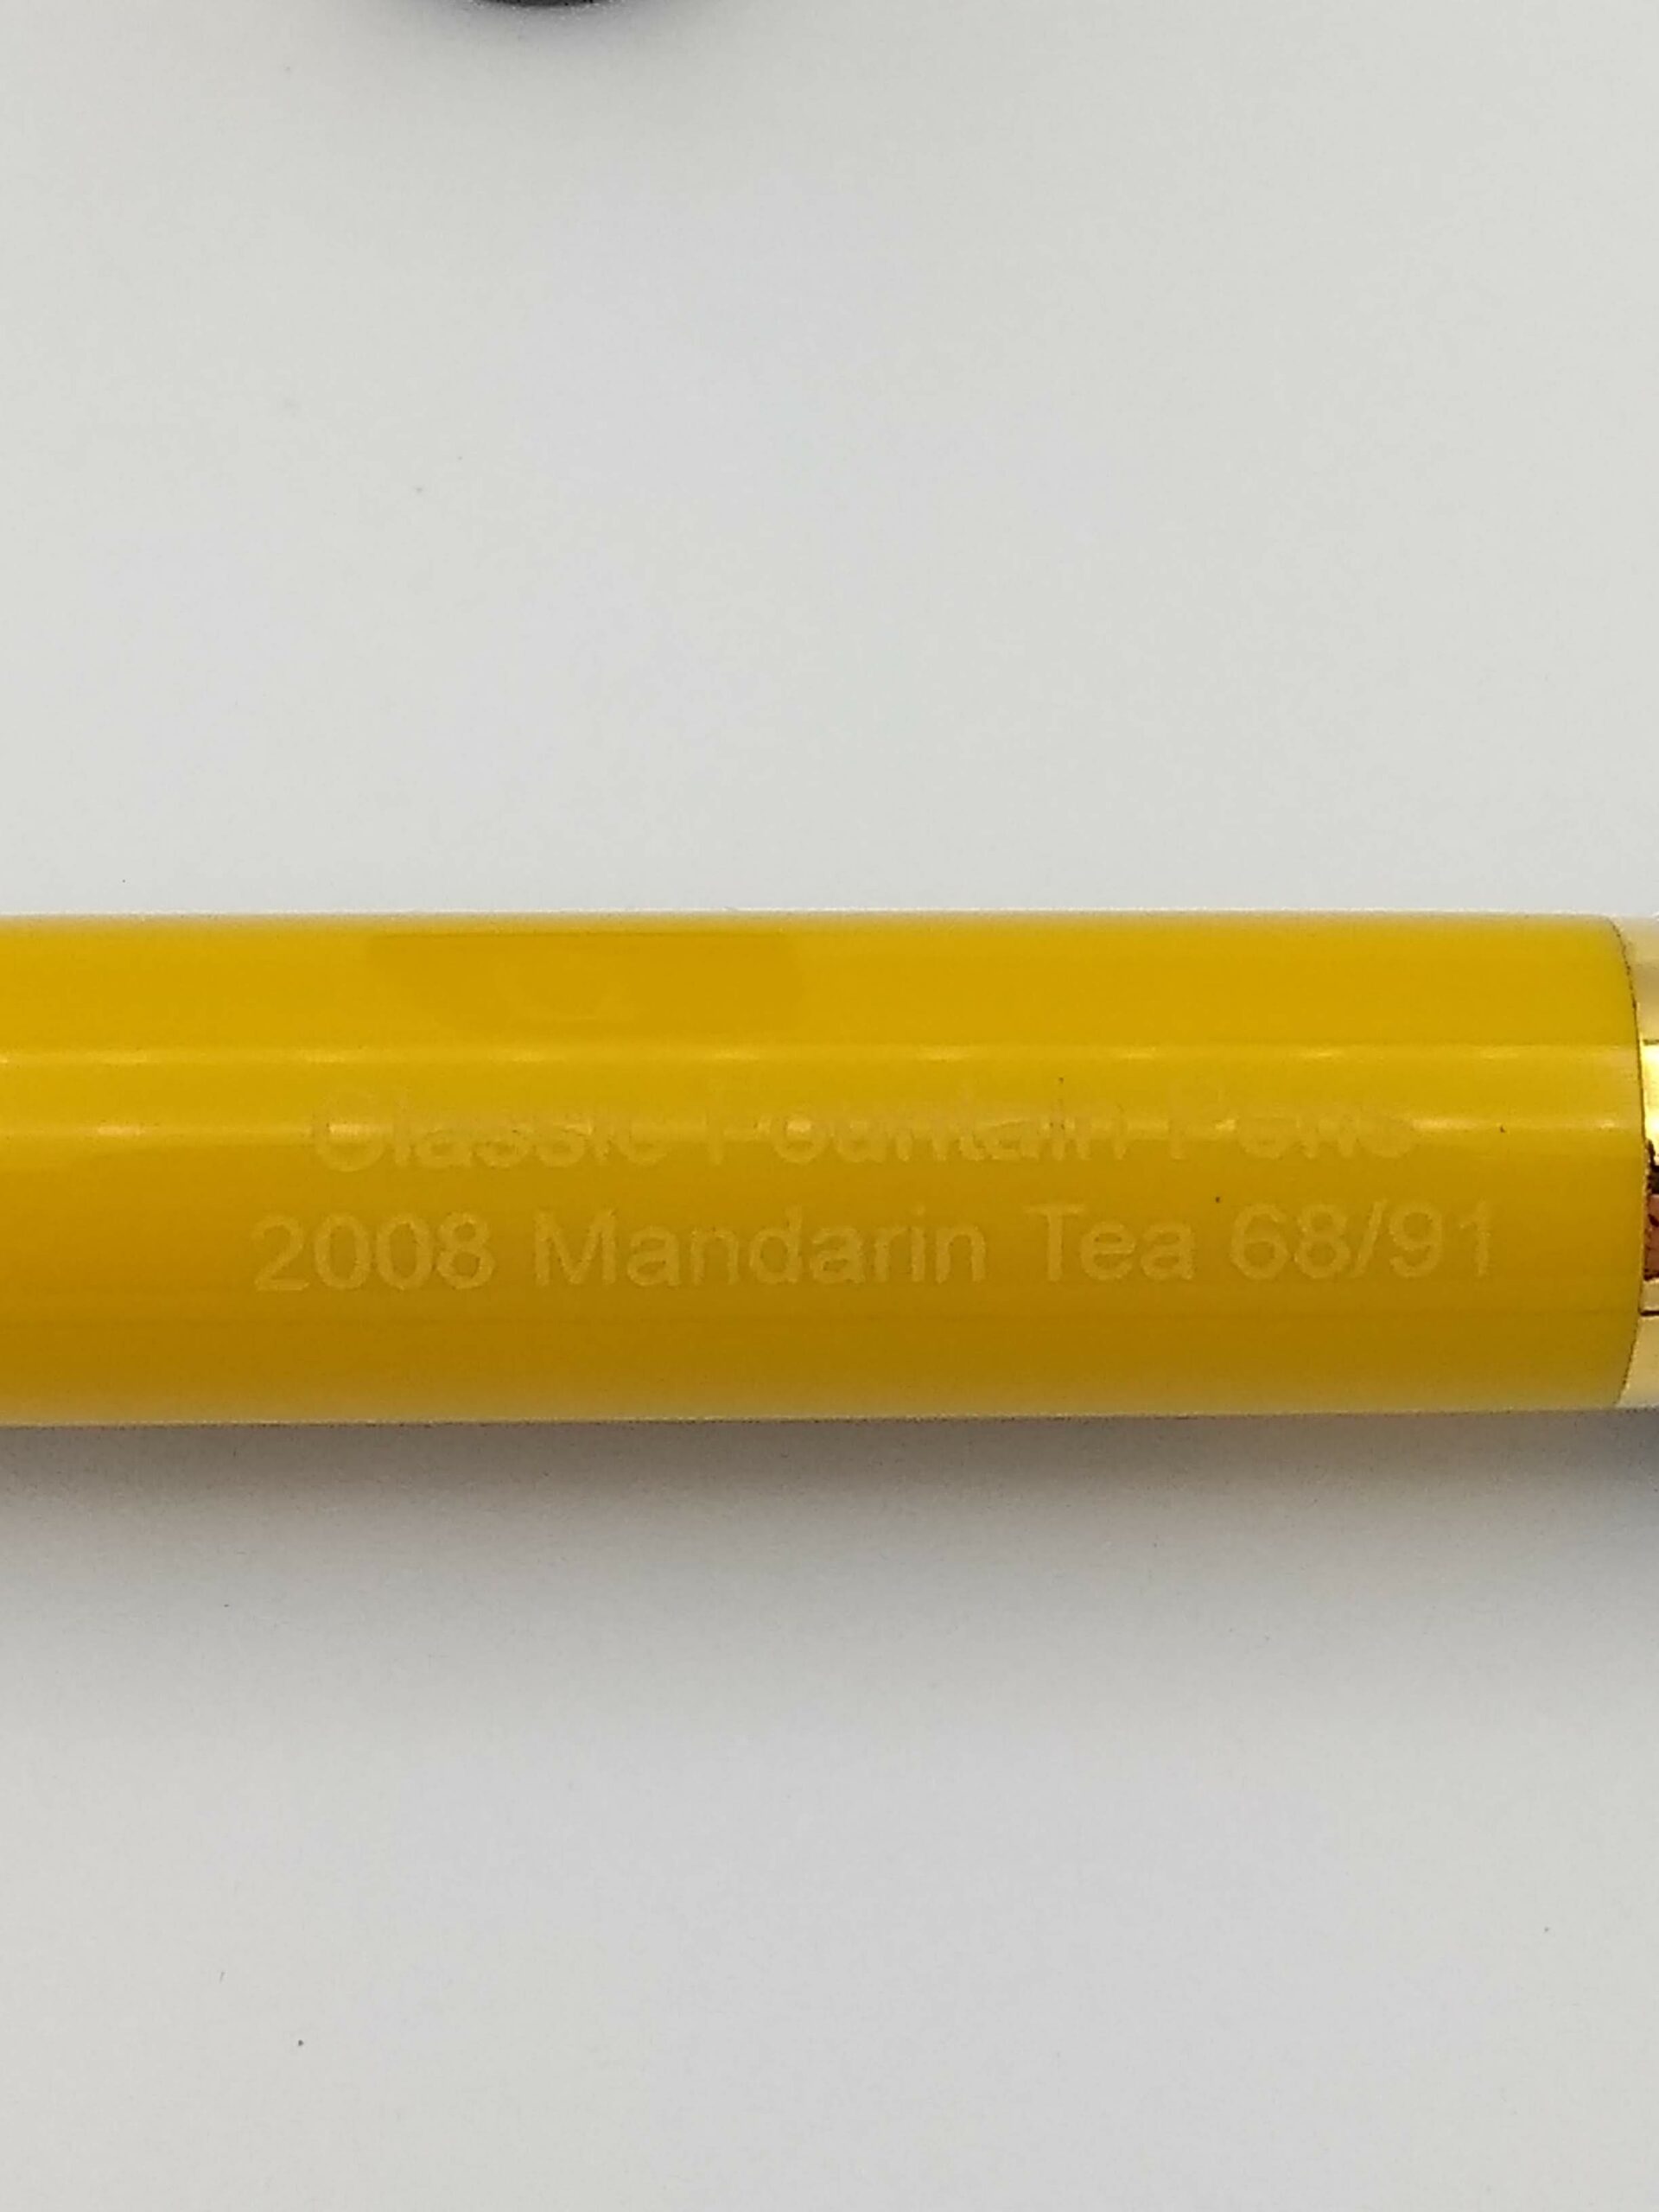 Classic Fountain Pens
2008 Mandarin Tea 68/91